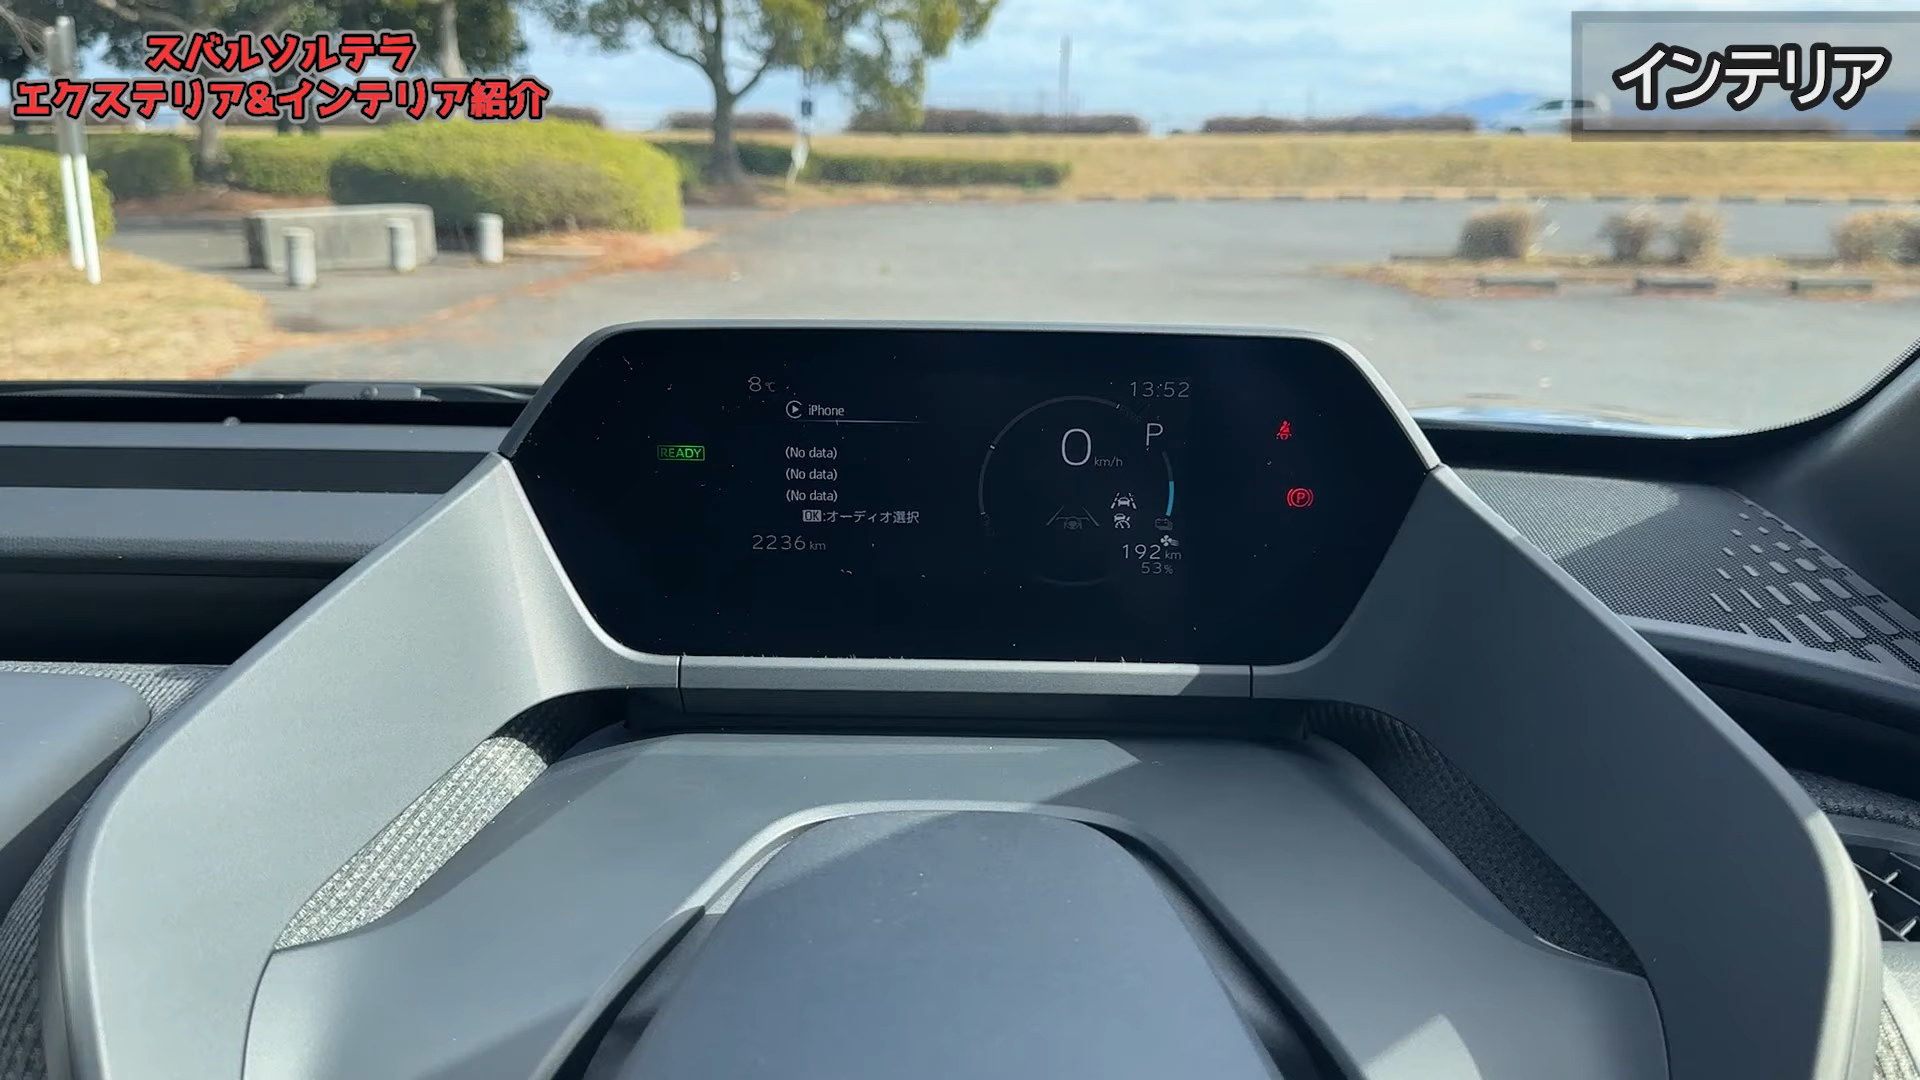 スバルソルテラ
エクステリア&インテリア紹介
インテリア
8℃
13:52
iPhone
READY
(No data)
(No data)
(No data)
OK:オーディオ選択
2236 km
0 km/h
P
192 km
53%
(P)